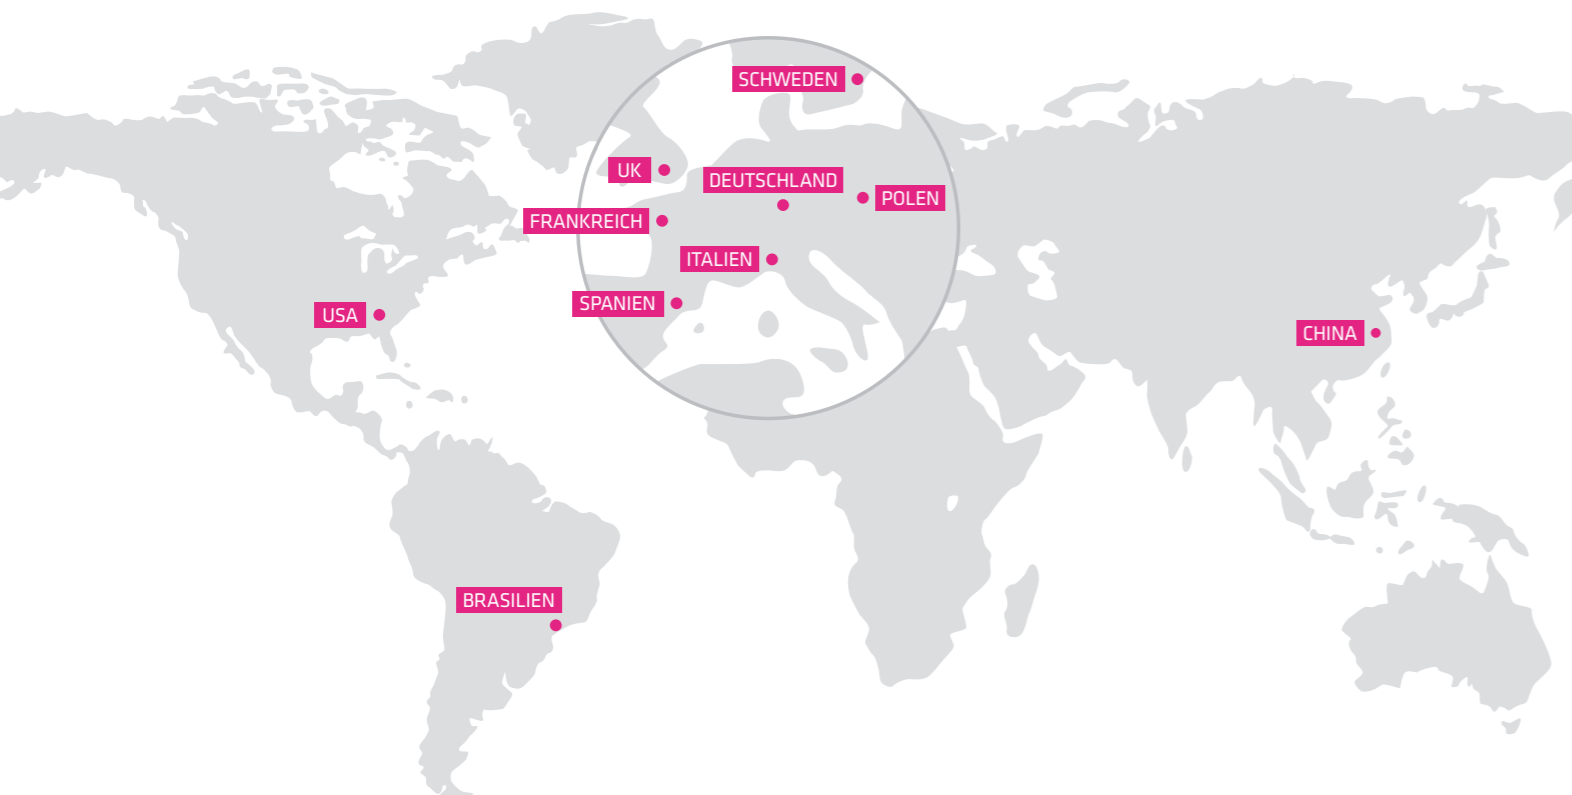 SCHWEDEN
UK
DEUTSCHLAND
POLEN
FRANKREICH
ITALIEN
SPANIEN
USA
CHINA
BRASILIEN